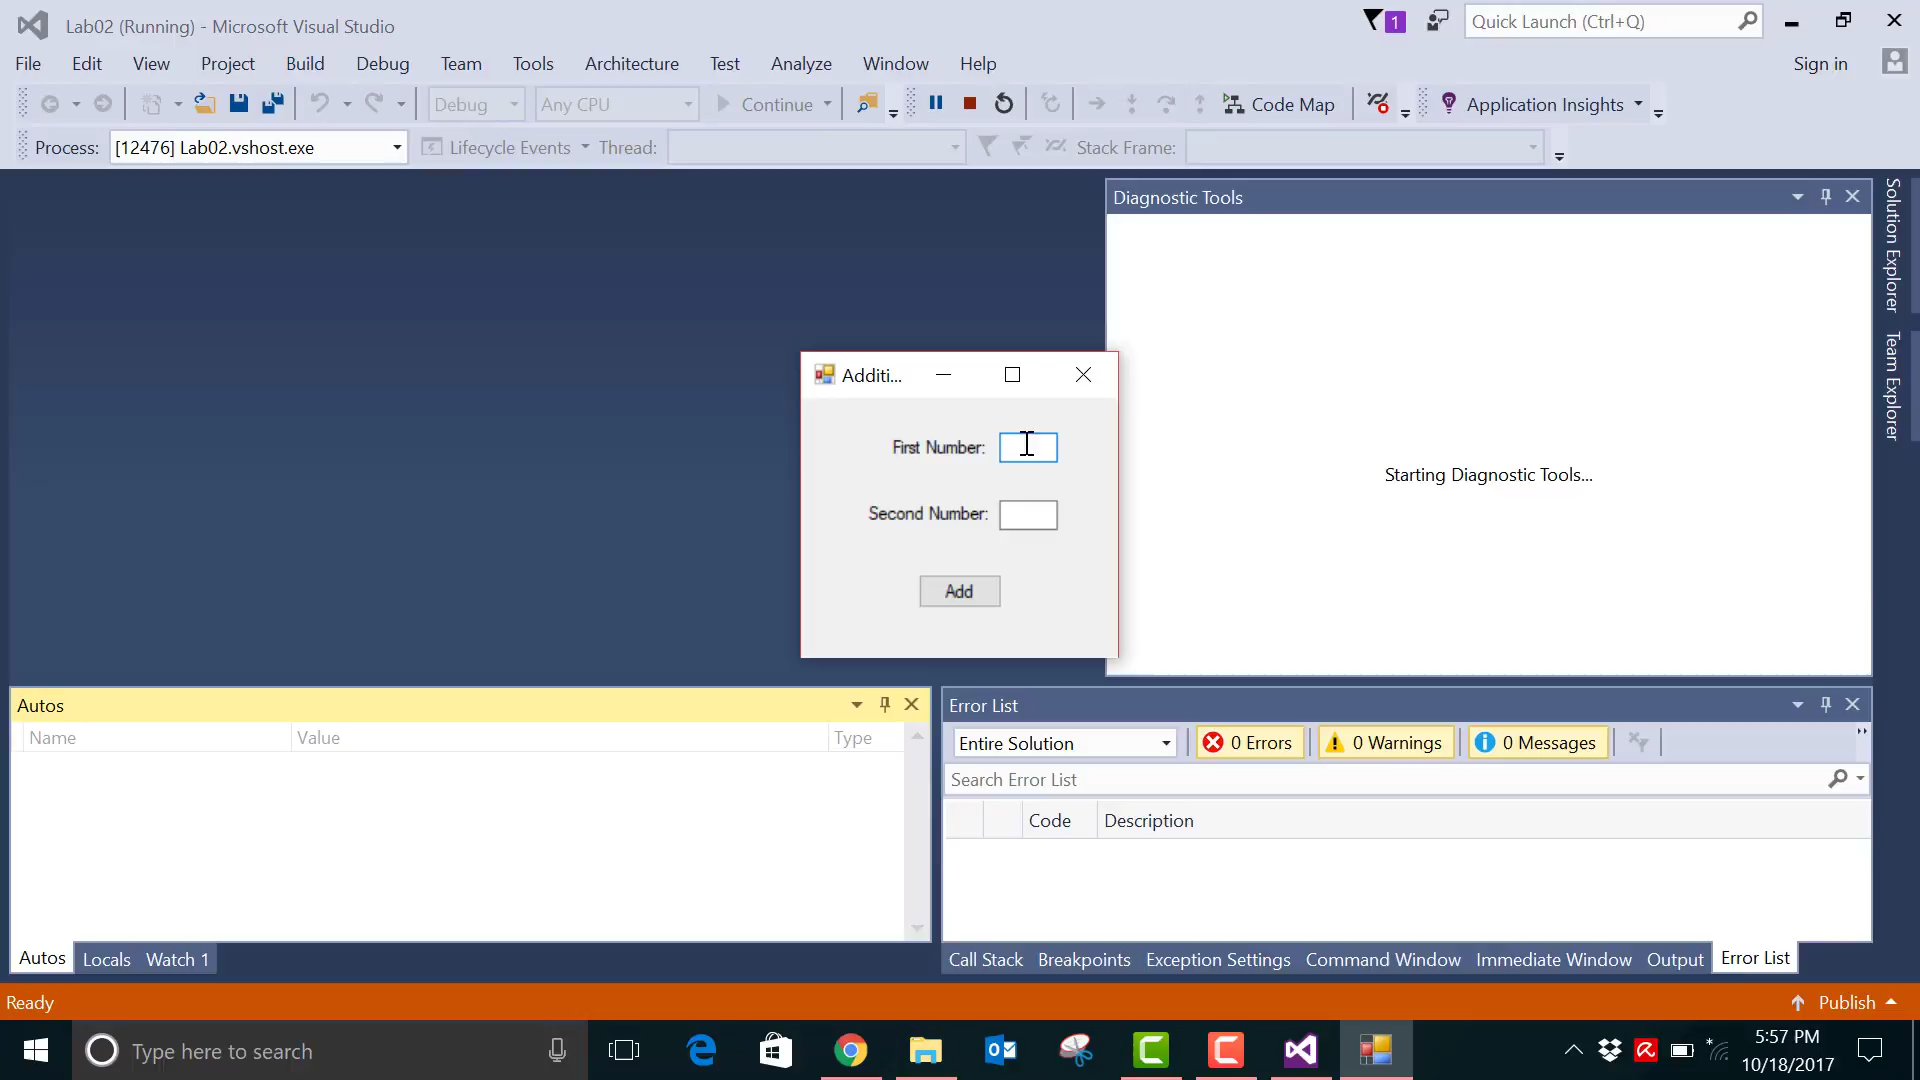 Lab02 (Running) - Microsoft Visual Studio
1
Quick Launch (Ctrl+Q)
File Edit View Project Build Debug Team Tools Architecture Test Analyze Window Help
Sign in
Debug Any CPU Continue Code Map Application Insights
Process: [12476] Lab02.vshost.exe Lifecycle Events Thread: Stack Frame:
Diagnostic Tools
Starting Diagnostic Tools...
Solution Explorer
Team Explorer
Additi...
First Number:
Second Number:
Add
Autos
Name Value Type
Autos Locals Watch 1
Error List
Entire Solution 0 Errors 0 Warnings 0 Messages
Search Error List
Code Description
Call Stack Breakpoints Exception Settings Command Window Immediate Window Output Error List
Ready
Publish
Type here to search
5:57 PM
10/18/2017